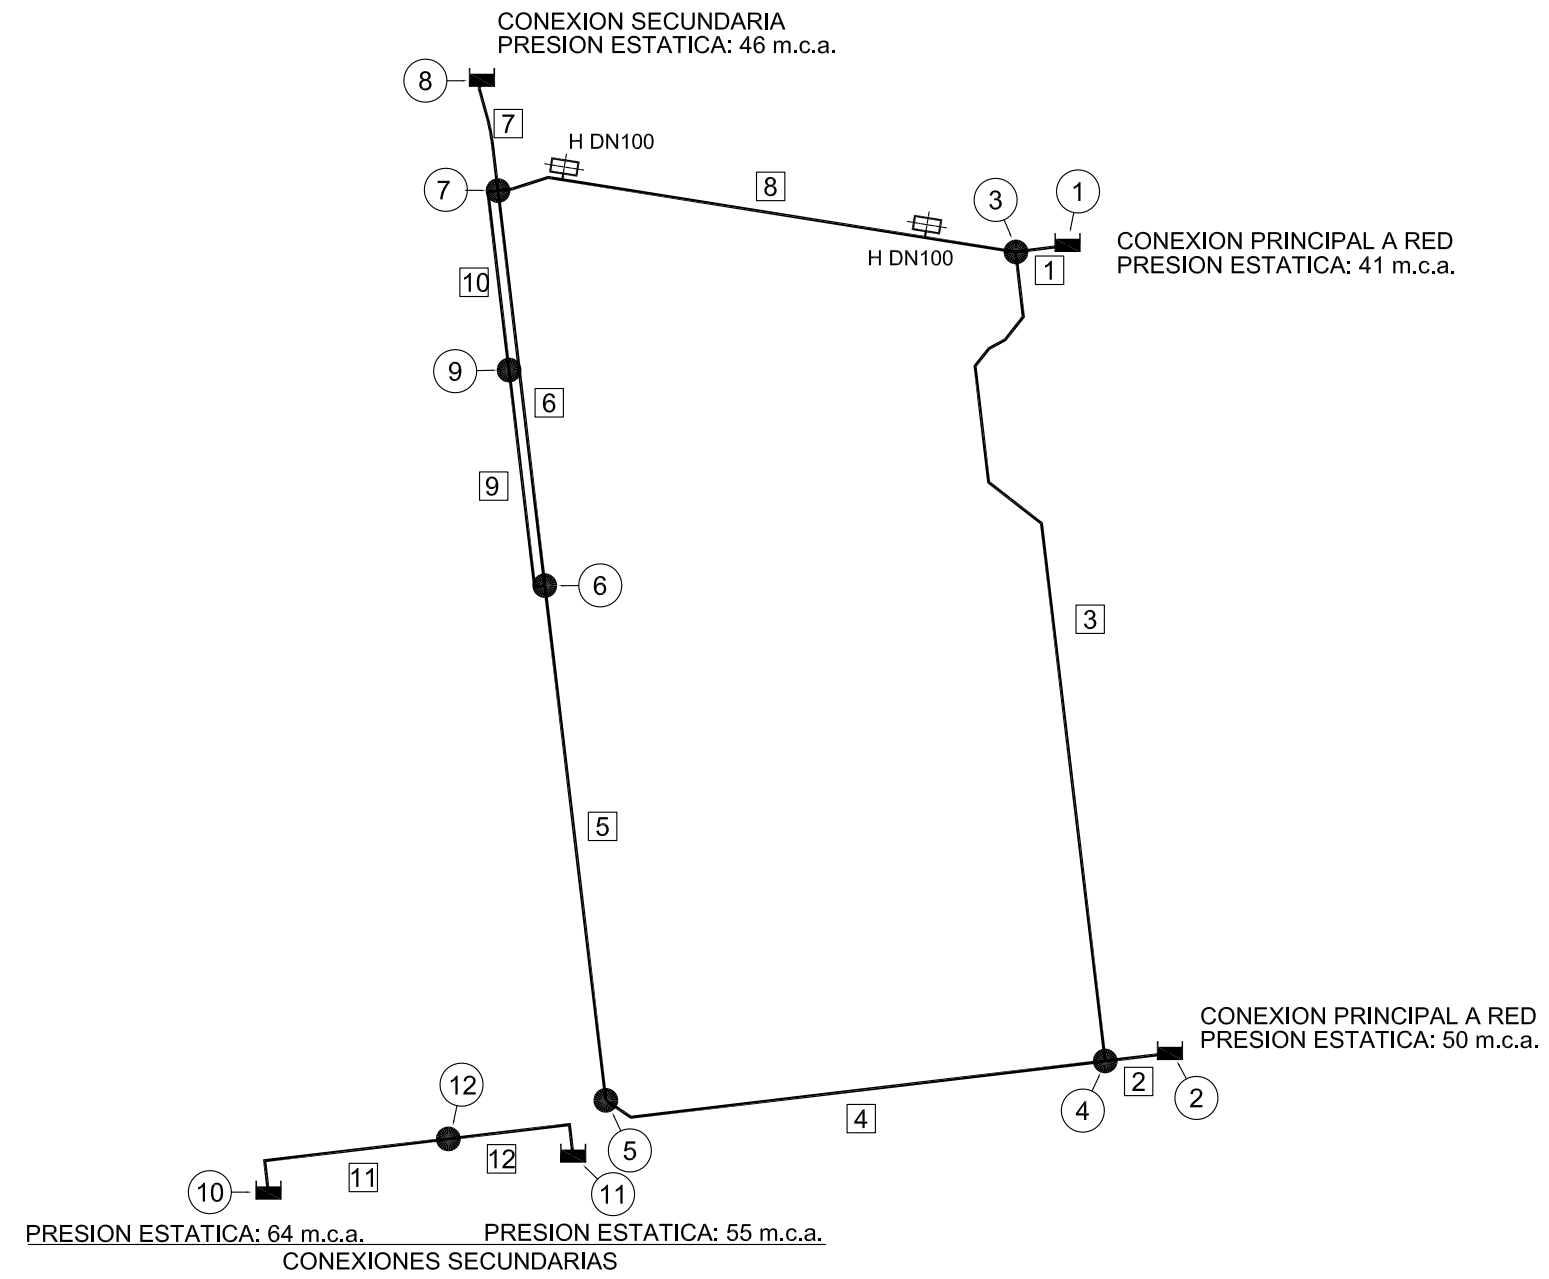 CONEXION SECUNDARIA
PRESION ESTATICA: 46 m.c.a.
8
7
H DN100
7
8
3
1
CONEXION PRINCIPAL A RED
PRESION ESTATICA: 41 m.c.a.
H DN100
1
10
9
6
9
6
3
5
CONEXION PRINCIPAL A RED
PRESION ESTATICA: 50 m.c.a.
2
2
4
4
12
5
12
11
10
11
PRESION ESTATICA: 64 m.c.a.
PRESION ESTATICA: 55 m.c.a.
CONEXIONES SECUNDARIAS